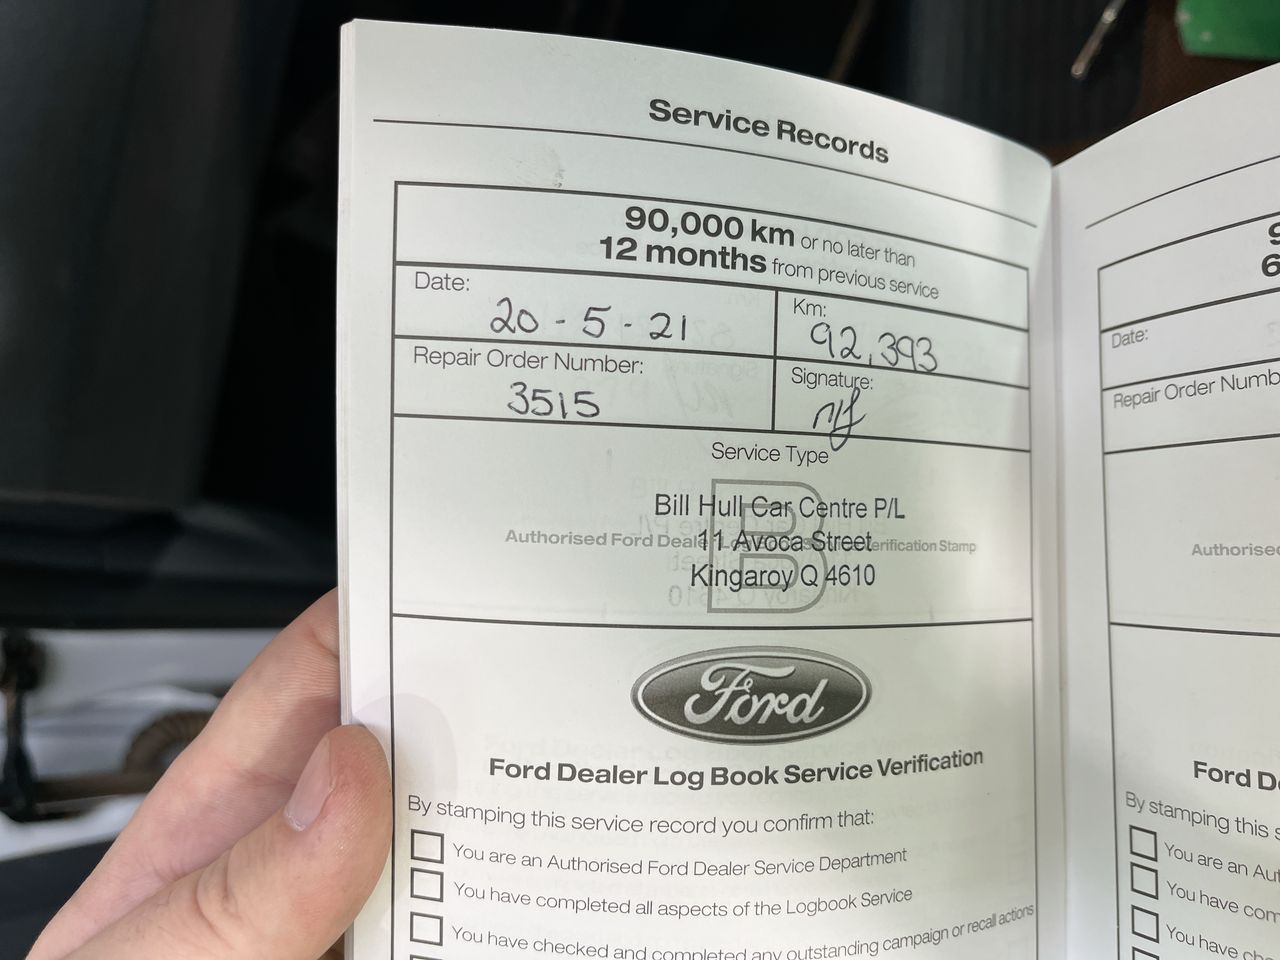 Service Records
90,000 km or no later than
12 months from previous service
Date:
20 - 5 - 21
Km:
92,393
Repair Order Number:
3515
Signature:
Service Type
B
Bill Hull Car Centre P/L
Authorised Ford Dealer Verification Stamp
11 Avoca Street
Kingaroy Q 4610
Ford
Ford Dealer Log Book Service Verification
By stamping this service record you confirm that:
You are an Authorised Ford Dealer Service Department
You have completed all aspects of the Logbook Service
You have checked and completed any outstanding campaign or recall actions
6
Date:
Repair Order Numb
Authorise
Ford D
By stamping this s
You are an Aut
You have com
You have che